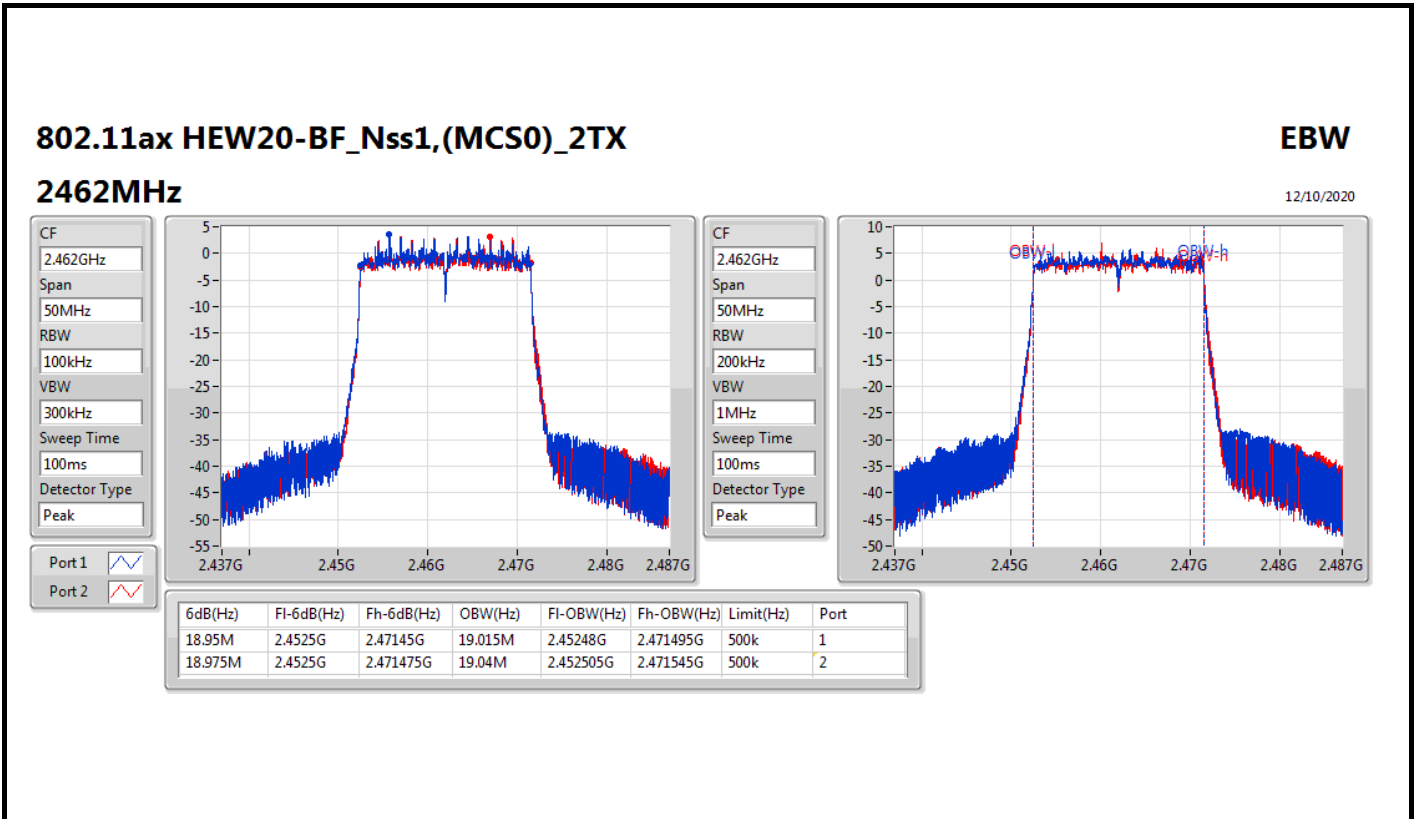 802.11ax HEW20-BF_Nss1,(MCS0)_2TX
EBW
2462MHz
12/10/2020
CF
2.462GHz
Span
50MHz
RBW
100kHz
VBW
300kHz
Sweep Time
100ms
Detector Type
Peak
Port 1
Port 2
5
0
-5
-10
-15
-20
-25
-30
-35
-40
-45
-50
-55
2.437G 2.45G 2.46G 2.47G 2.48G 2.487G
CF
2.462GHz
Span
50MHz
RBW
200kHz
VBW
1MHz
Sweep Time
100ms
Detector Type
Peak
10
5
0
-5
-10
-15
-20
-25
-30
-35
-40
-45
-50
OBW-l OBW-h
2.437G 2.45G 2.46G 2.47G 2.48G 2.487G
6dB(Hz) Fl-6dB(Hz) Fh-6dB(Hz) OBW(Hz) Fl-OBW(Hz) Fh-OBW(Hz) Limit(Hz) Port
18.95M 2.4525G 2.47145G 19.015M 2.45248G 2.471495G 500k 1
18.975M 2.4525G 2.471475G 19.04M 2.452505G 2.471545G 500k 2